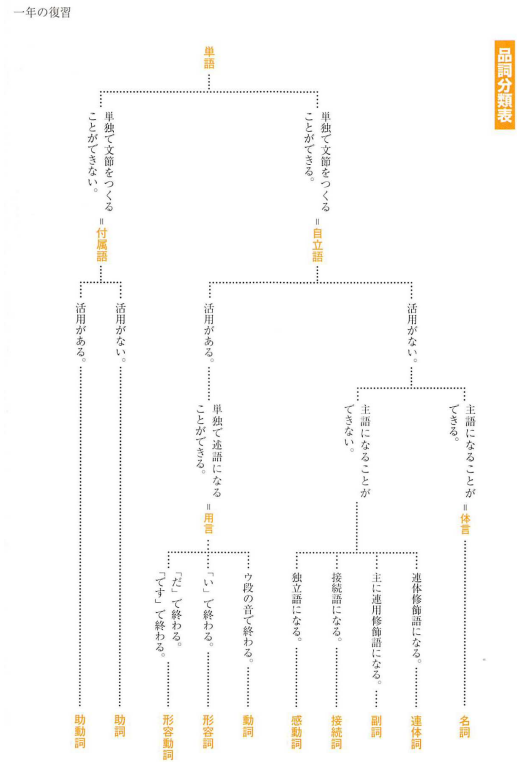 一年の復習
品詞分類表
単語
単独で文節をつくる
ことができる。
=自立語
活用がない。
主語になることが
できる。
=体言
名詞
主語になることが
できない。
連体修飾語になる。
連体詞
主に連用修飾語になる。
副詞
接続語になる。
接続詞
独立語になる。
感動詞
活用がある。
単独で述語になる
ことができる。
=用言
ウ段の音で終わる。
動詞
「い」で終わる。
形容詞
「だ」で終わる。
「です」で終わる。
形容動詞
単独で文節をつくる
ことができない。
=付属語
活用がない。
助詞
活用がある。
助動詞